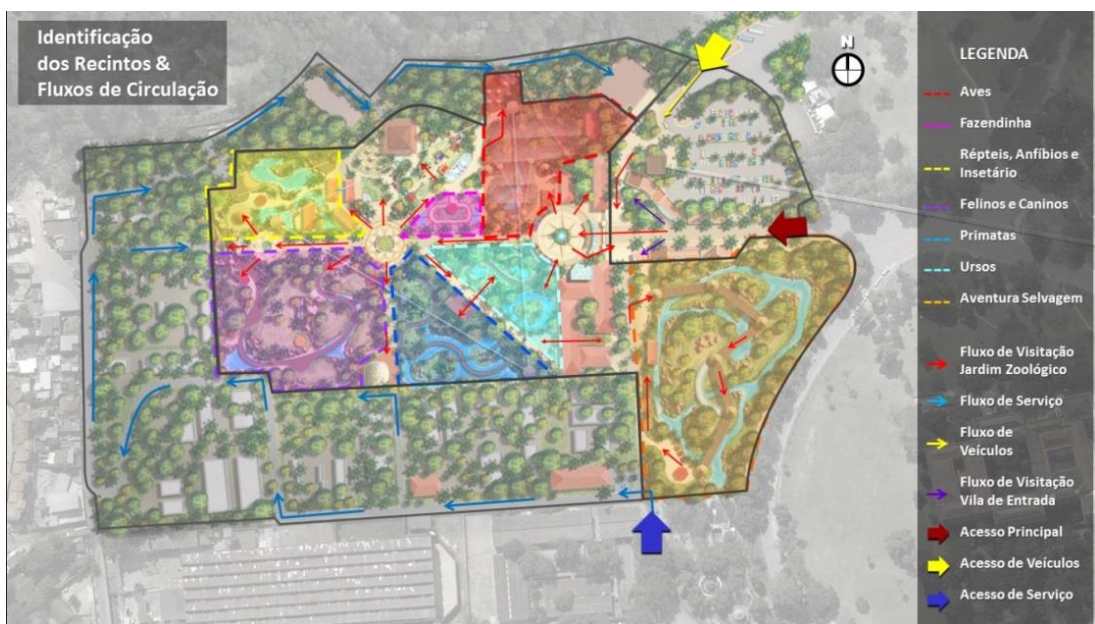 Identificação
dos Recintos &
Fluxos de Circulação
N
LEGENDA
Aves
Fazendinha
Répteis, Anfíbios e
Insetário
Felinos e Caninos
Primatas
Ursos
Aventura Selvagem
Fluxo de Visitação
Jardim Zoológico
Fluxo de Serviço
Fluxo de
Veículos
Fluxo de Visitação
Vila de Entrada
Acesso Principal
Acesso de Veículos
Acesso de Serviço